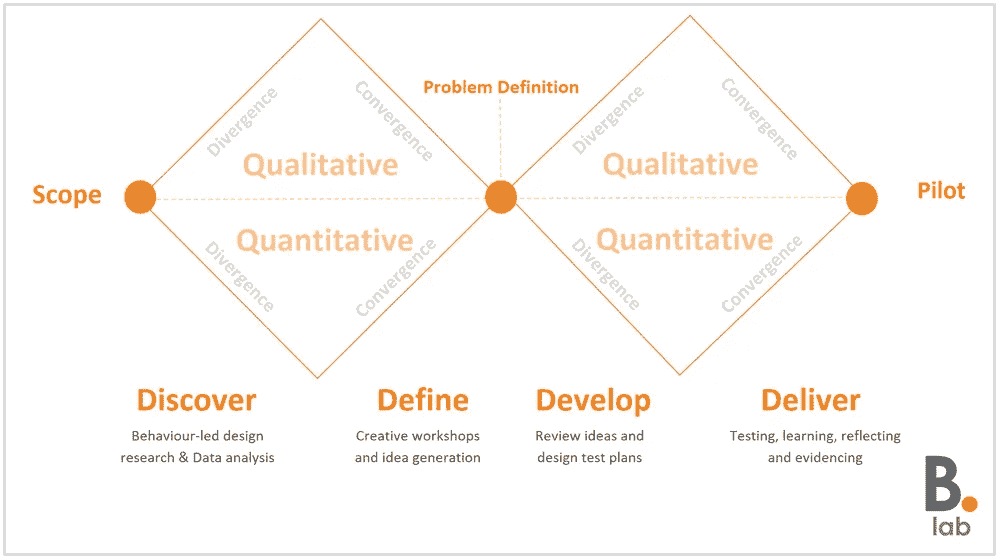 Problem Definition
Divergence
Convergence
Divergence
Convergence
Qualitative
Qualitative
Scope
Pilot
Quantitative
Quantitative
Divergence
Convergence
Divergence
Convergence
Discover
Define
Develop
Deliver
Behaviour-led design
research & Data analysis
Creative workshops
and idea generation
Review ideas and
design test plans
Testing, learning, reflecting
and evidencing
B.
lab